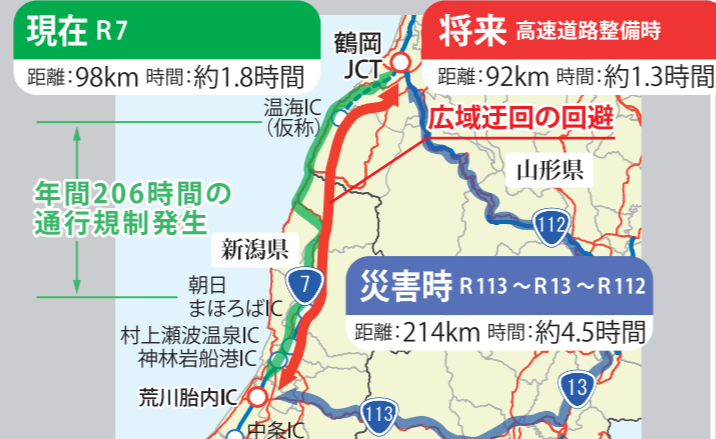 現在 R7
距離:98km 時間:約1.8時間
将来 高速道路整備時
距離:92km 時間:約1.3時間
鶴岡
JCT
温海IC
(仮称)
広域迂回の回避
山形県
年間206時間の
通行規制発生
112
新潟県
7
災害時 R113～R13～R112
距離:214km 時間:約4.5時間
朝日
まほろばIC
村上瀬波温泉IC
神林岩船港IC
荒川胎内IC
13
113
中条IC